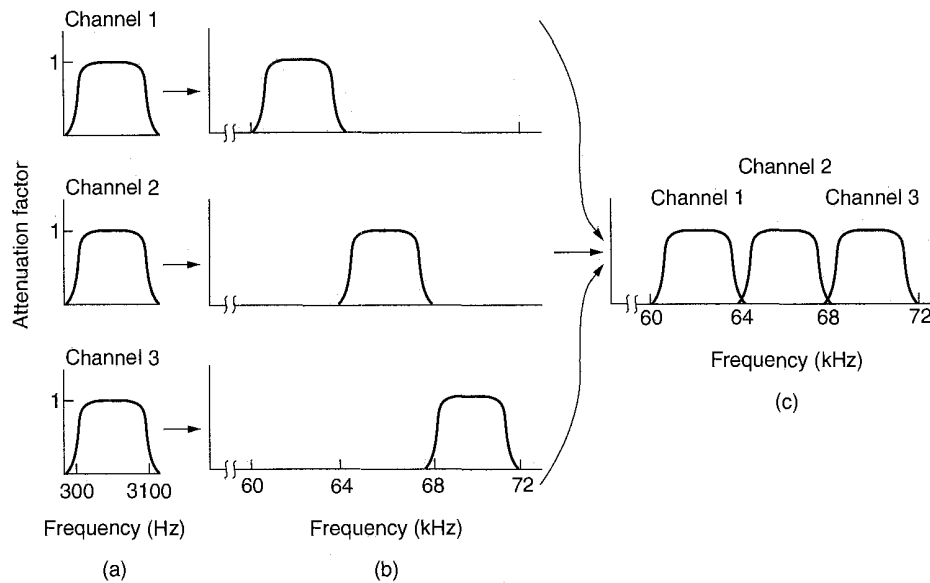 Channel 1
1
Channel 2
Channel 2
Channel 1
Channel 3
Attenuation factor
1
60
64
68
72
Frequency (kHz)
(c)
Channel 3
1
300
3100
60
64
68
72
Frequency (Hz)
Frequency (kHz)
(a)
(b)